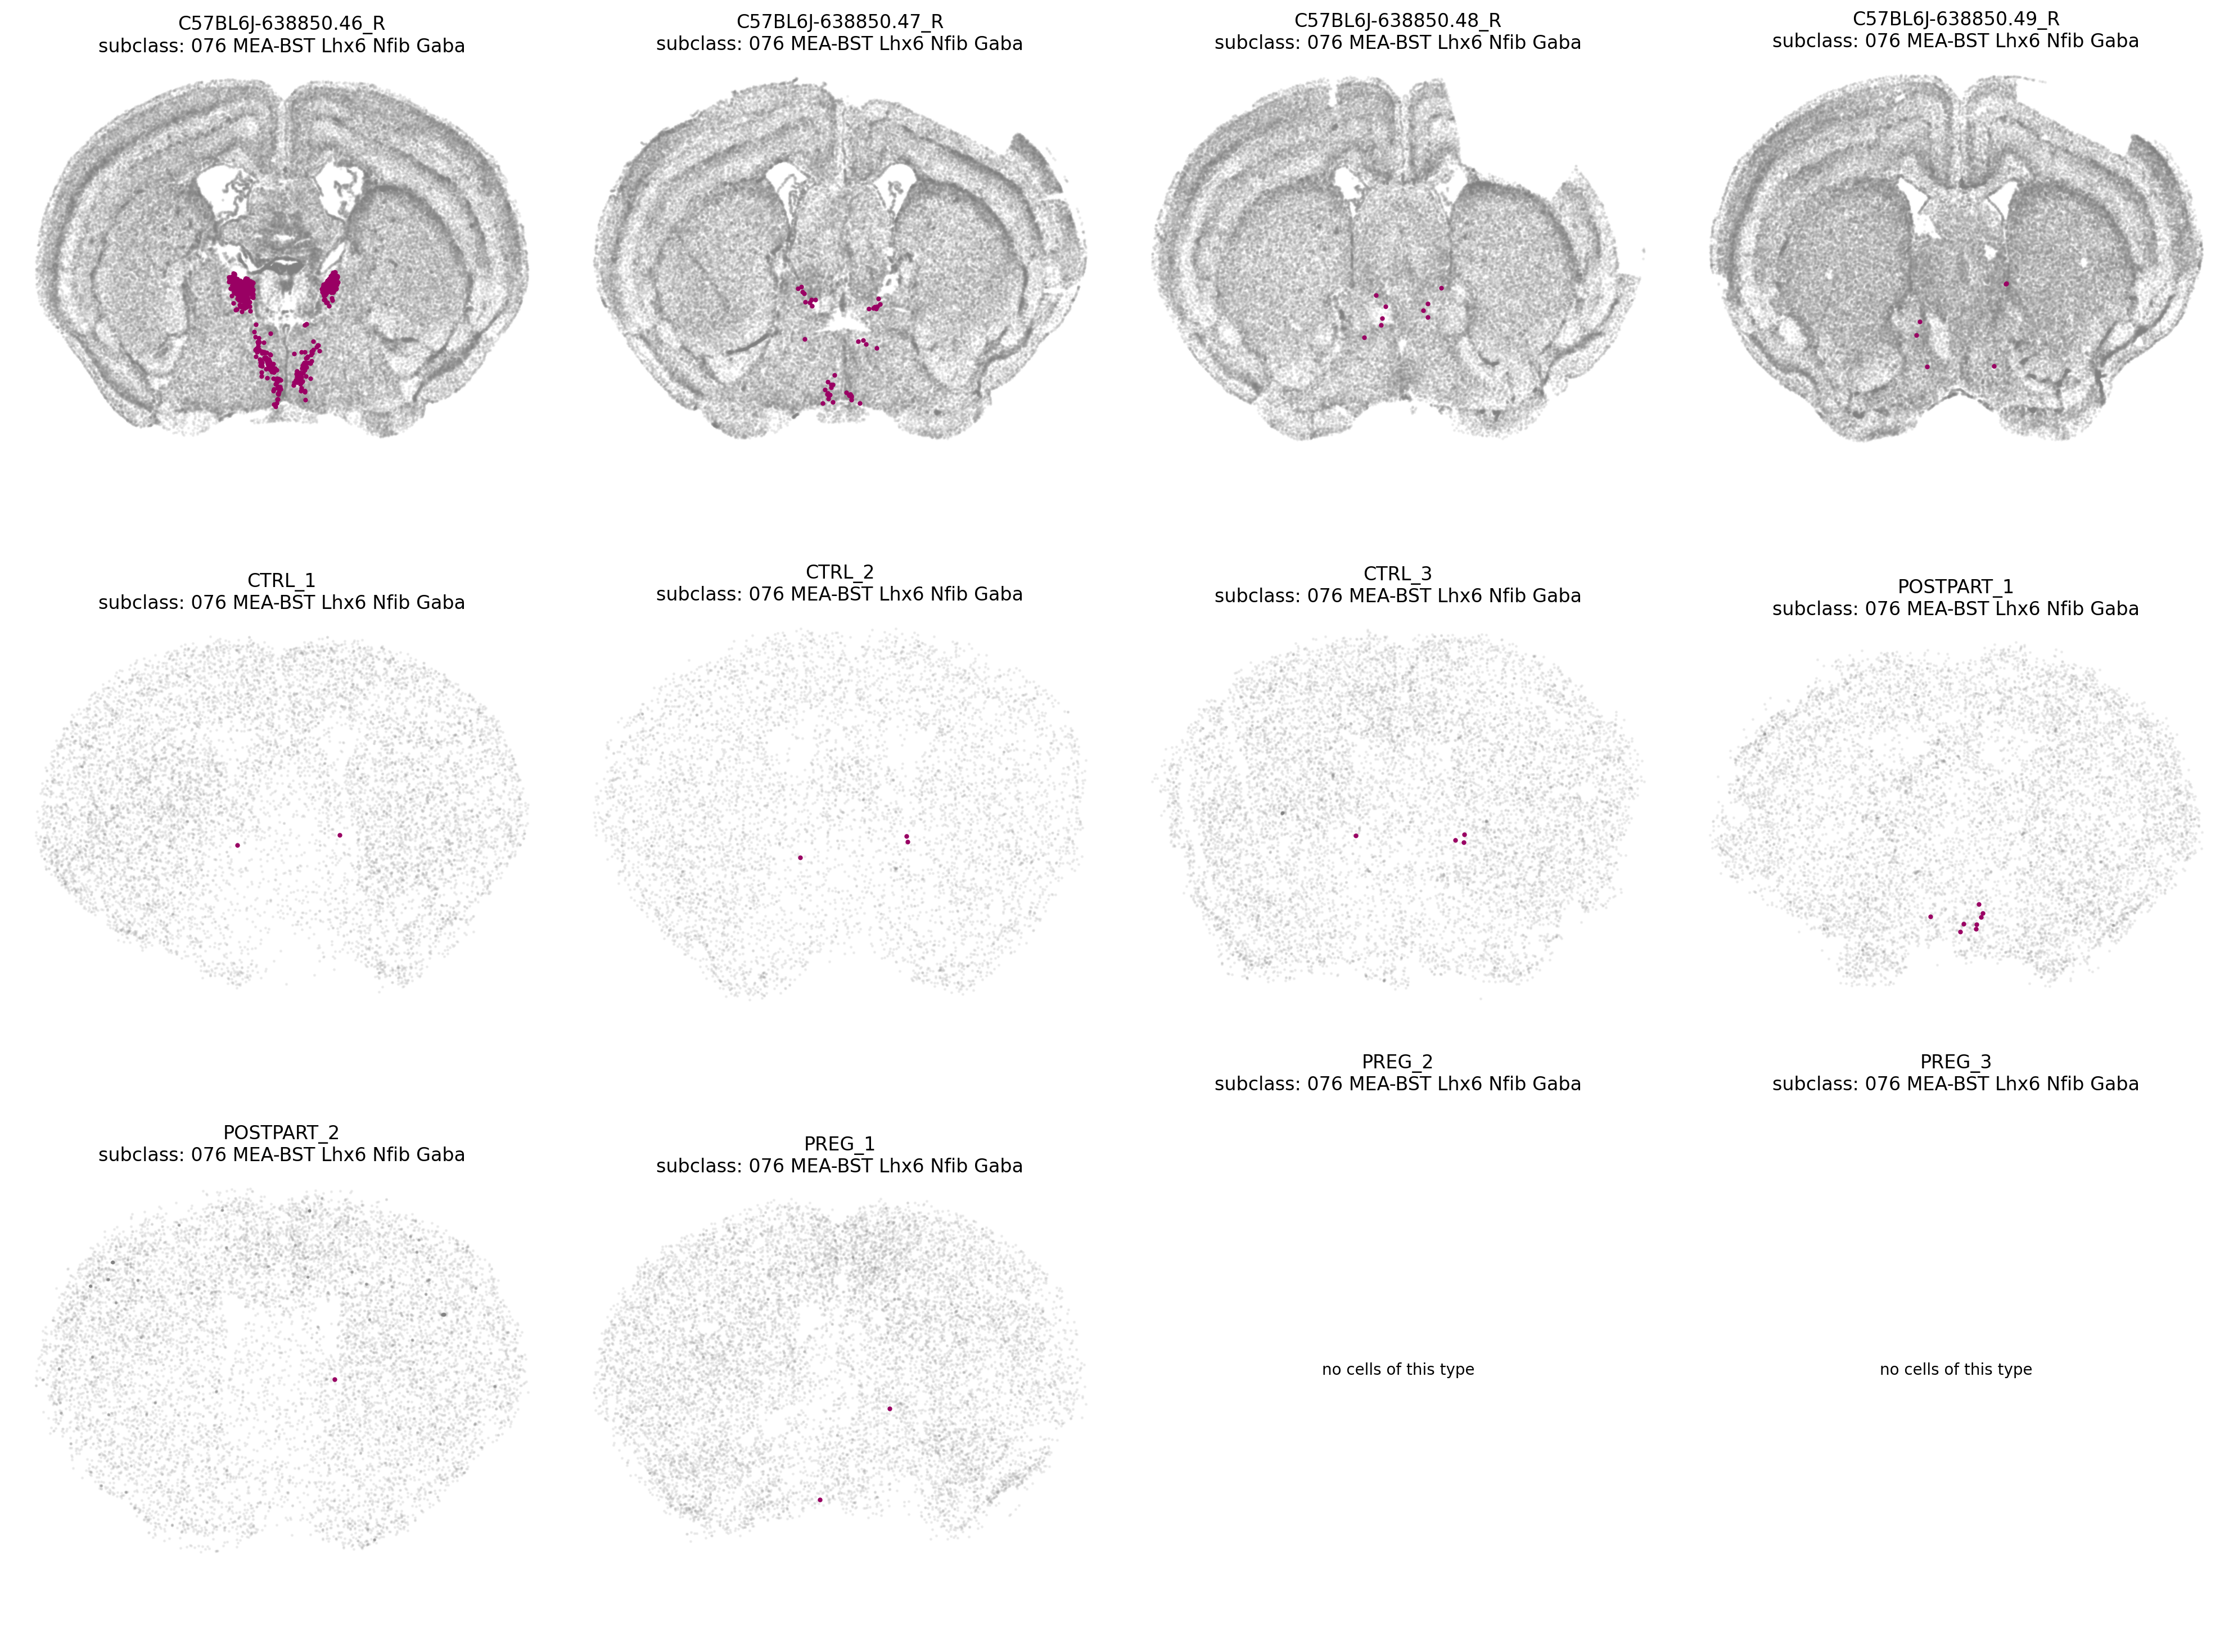 C57BL6J-638850.46_R
subclass: 076 MEA-BST Lhx6 Nfib Gaba
C57BL6J-638850.47_R
subclass: 076 MEA-BST Lhx6 Nfib Gaba
C57BL6J-638850.48_R
subclass: 076 MEA-BST Lhx6 Nfib Gaba
C57BL6J-638850.49_R
subclass: 076 MEA-BST Lhx6 Nfib Gaba
CTRL_1
subclass: 076 MEA-BST Lhx6 Nfib Gaba
CTRL_2
subclass: 076 MEA-BST Lhx6 Nfib Gaba
CTRL_3
subclass: 076 MEA-BST Lhx6 Nfib Gaba
POSTPART_1
subclass: 076 MEA-BST Lhx6 Nfib Gaba
POSTPART_2
subclass: 076 MEA-BST Lhx6 Nfib Gaba
PREG_1
subclass: 076 MEA-BST Lhx6 Nfib Gaba
PREG_2
subclass: 076 MEA-BST Lhx6 Nfib Gaba
no cells of this type
PREG_3
subclass: 076 MEA-BST Lhx6 Nfib Gaba
no cells of this type